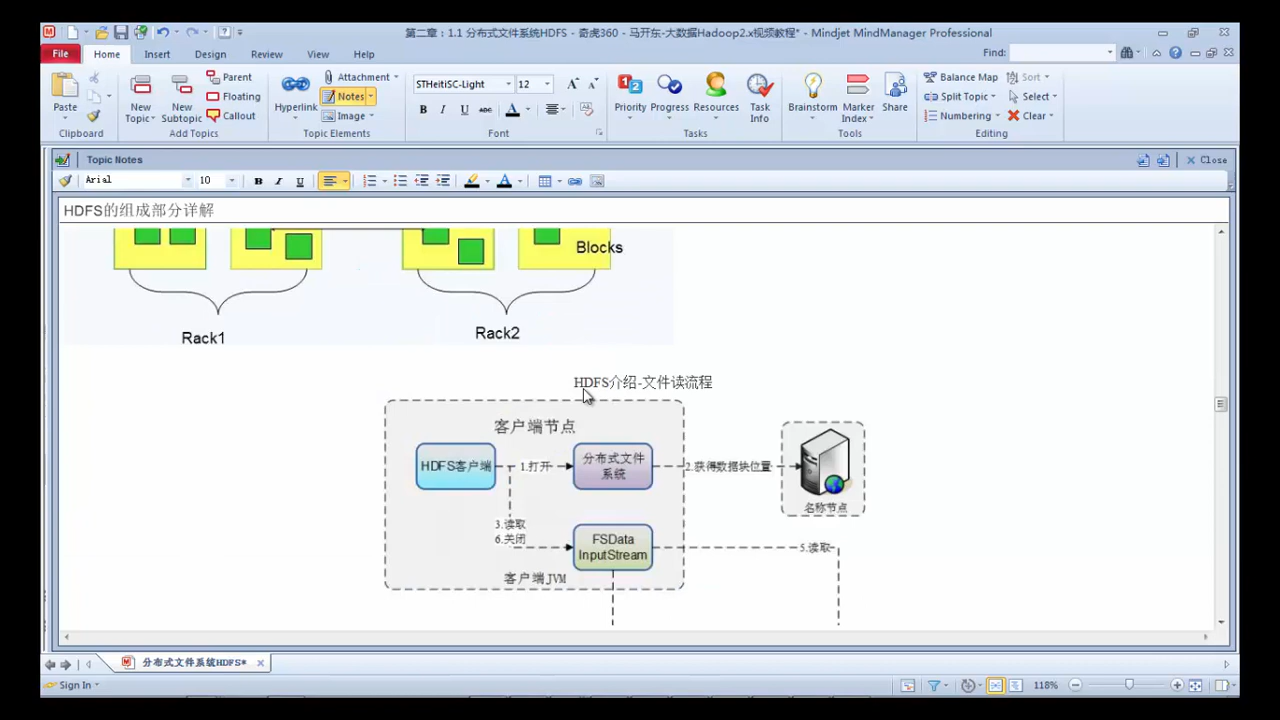 第二章：1.1 分布式文件系统HDFS - 奇虎360 - 马开东-大数据Hadoop2.x视频教程* - Mindjet MindManager Professional
File Home Insert Design Review View Help Find:
Paste
Clipboard
New Topic
New Subtopic
Parent
Floating
Callout
Add Topics
Hyperlink
Attachment
Notes
Image
Topic Elements
STHeitiSC-Light 12
B I U abc A
Font
Priority Progress Resources Task Info
Tasks
Brainstorm Marker Index Share
Tools
Balance Map Sort
Split Topic Select
Numbering Clear
Editing
Topic Notes Close
Arial 10 B I U A
HDFS的组成部分详解
Blocks
Rack1 Rack2
HDFS介绍-文件读流程
客户端节点
HDFS客户端
1.打开
分布式文件
系统
2.获得数据块位置
名称节点
3.读取
6.关闭
FSData
InputStream
5.读取
客户端JVM
分布式文件系统HDFS*
Sign In 118%